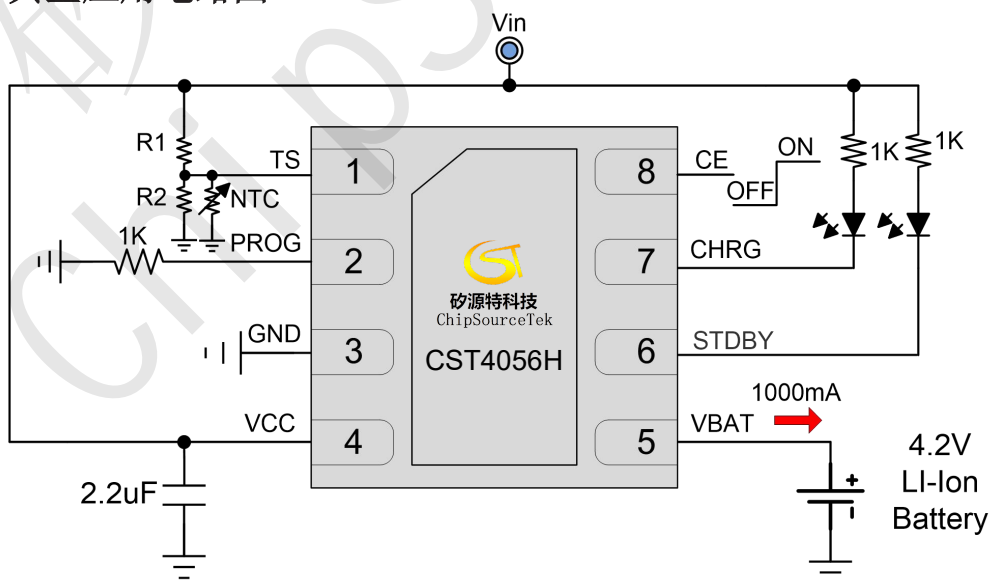 Vin
R1
R2
NTC
TS
1
8
CE
ON
OFF
1K
1K
1K
PROG
2
7
CHRG
矽源特科技
ChipSourceTek
CST4056H
GND
3
6
STDBY
1000mA
VCC
4
5
VBAT
4.2V
LI-Ion
Battery
2.2uF
+